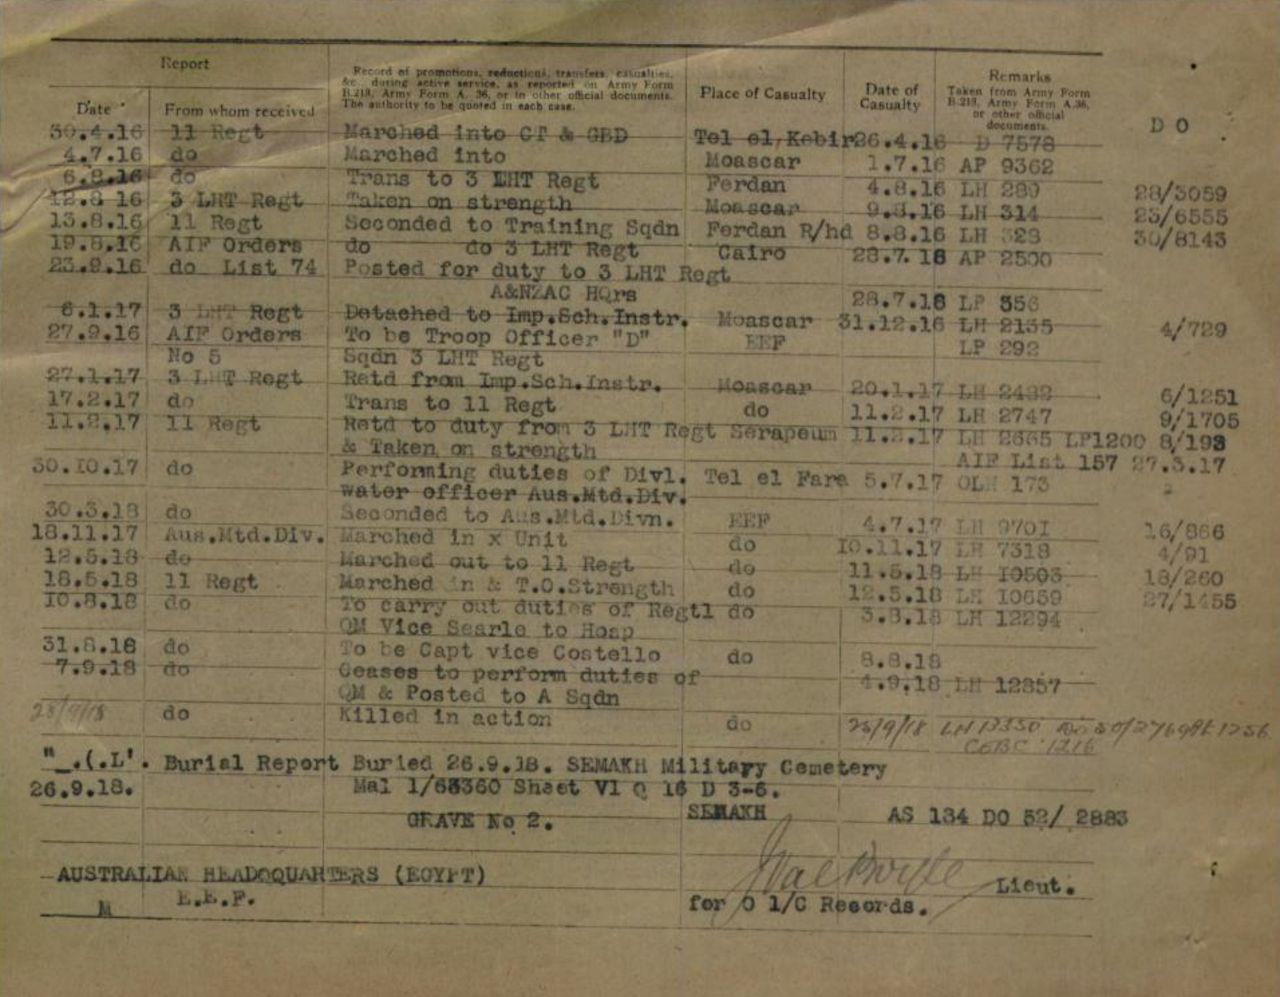 Report
Record of promotions, reductions, transfers, casualties, &c., during active service, as reported on Army Form B.213, Army Form A. 36, or in other official documents. The authority to be quoted in each case.
Place of Casualty
Date of Casualty
Remarks
Taken from Army Form B.213, Army Form A.36, or other official documents.
Date From whom received
D O
30.4.16 11 Regt Marched into CT & GBD Tel el Kebir 26.4.16 D 7578
4.7.16 do Marched into Moascar 1.7.16 AP 9362
6.8.16 do Trans to 3 LHT Regt Ferdan 4.8.16 LH 280 28/3059
12.8 16 3 LHT Regt Taken on strength Moascar 9.8.16 LH 314 25/6555
13.8.16 11 Regt Seconded to Training Sqdn Ferdan R/hd 8.8.16 LH 328 30/8143
19.8.16 AIF Orders do do 3 LHT Regt Cairo 28.7.16 AP 2500
23.9.16 do List 74 Posted for duty to 3 LHT Regt
A&NZAC HQrs 28.7.16 LP 356
6.1.17 3 LHT Regt Detached to Imp.Sch.Instr. Moascar 31.12.16 LH 2135 4/729
27.9.16 AIF Orders To be Troop Officer "D" EEF LP 292
No 5 Sqdn 3 LHT Regt
27.1.17 3 LHT Regt Retd from Imp.Sch.Instr. Moascar 20.1.17 LH 6/1251
17.2.17 do Trans to 11 Regt do 11.2.17 LH 2747 9/1705
11.2.17 11 Regt Retd to duty from 3 LHT Regt Serapeum 11.2.17 LH 2665 LP1200 8/193
& Taken on strength AIF List 157 27.3.17
30.10.17 do Performing duties of Divl. Tel el Fara 5.7.17 OLH 173
water officer Aus.Mtd.Div.
30.3.18 do Seconded to Aus.Mtd.Divn. EEF 4.7.17 LH 9701 16/866
18.11.17 Aus.Mtd.Div. Marched in x Unit do 10.11.17 LH 7318 4/91
12.5.18 do Marched out to 11 Regt do 11.5.18 LH 10503 18/260
18.5.18 11 Regt Marched in & T.O.Strength do 12.5.18 LH 10659 27/1455
10.8.18 do To carry out duties of Regtl do 3.8.18 LH 12294
QM Vice Searle to Hosp
31.8.18 do To be Capt vice Costello do 8.8.18
7.9.18 do Ceases to perform duties of 4.9.18 LH 12857
QM & Posted to A Sqdn
28/9/18 do Killed in action do 25/9/18 LH 13350
1216
Burial Report Buried 26.9.18. SEMAKH Military Cemetery
26.9.18. Mal 1/63360 Sheet VI Q 16 D 3-6.
GRAVE No 2. SEMAKH AS 134 DO 52/ 2883
AUSTRALIAN HEADQUARTERS (EGYPT)
E.E.F.
M
Lieut.
for O I/C Records.